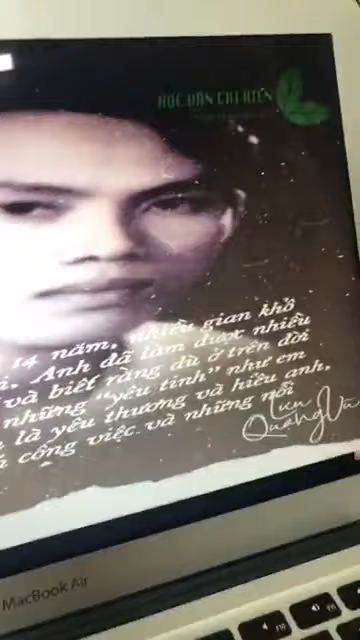 HỌC VĂN CHỊ HIÊN
14 năm, nhiều gian khổ
. Anh đã làm được nhiều
và biết rằng dù ở trên đời
những "yêu tinh" như em
là yêu thương và hiểu anh,
công việc và những nỗi
Lưu
Quang Vũ
MacBook Air